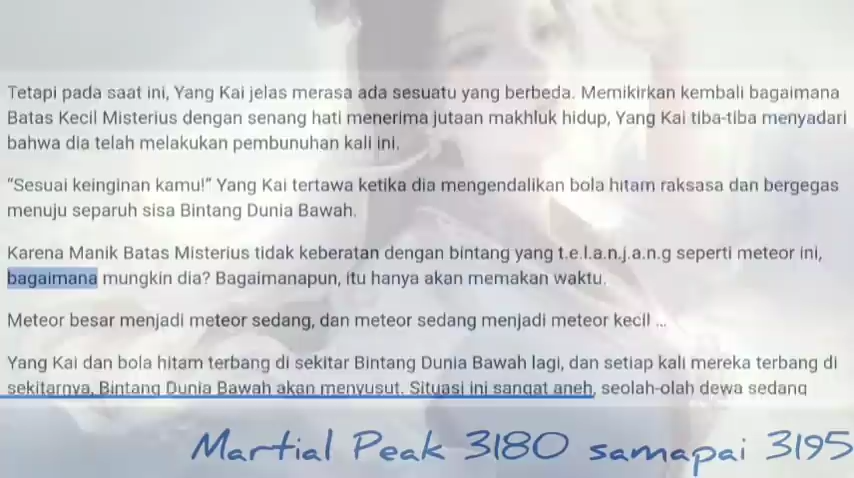 Tetapi pada saat ini, Yang Kai jelas merasa ada sesuatu yang berbeda. Memikirkan kembali bagaimana
Batas Kecil Misterius dengan senang hati menerima jutaan makhluk hidup, Yang Kai tiba-tiba menyadari
bahwa dia telah melakukan pembunuhan kali ini.
“Sesuai keinginan kamu!” Yang Kai tertawa ketika dia mengendalikan bola hitam raksasa dan bergegas
menuju separuh sisa Bintang Dunia Bawah.
Karena Manik Batas Misterius tidak keberatan dengan bintang yang t.e.l.a.n.j.a.n.g seperti meteor ini,
bagaimana mungkin dia? Bagaimanapun, itu hanya akan memakan waktu.
Meteor besar menjadi meteor sedang, dan meteor sedang menjadi meteor kecil ...
Yang Kai dan bola hitam terbang di sekitar Bintang Dunia Bawah lagi, dan setiap kali mereka terbang di
sekitarnya, Bintang Dunia Bawah akan menyusut. Situasi ini sangat aneh, seolah-olah dewa sedang
Martial Peak 3180 samapai 3195